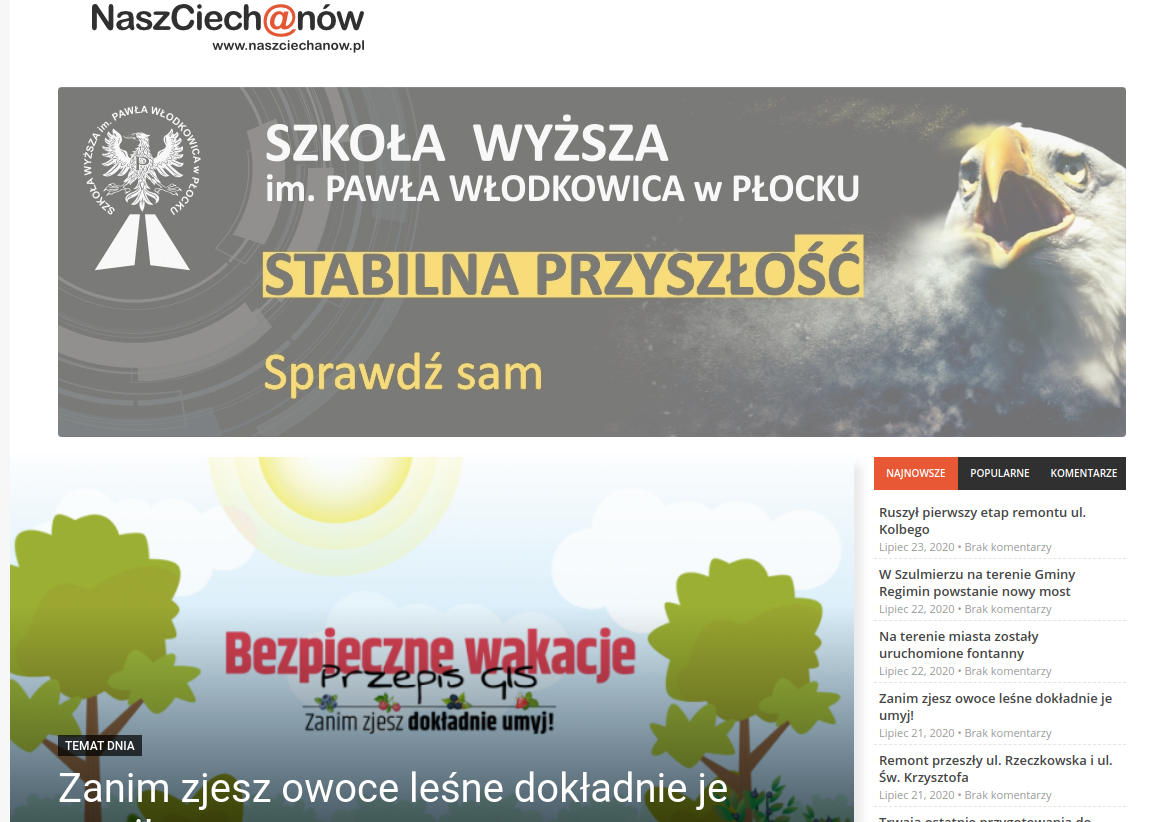 NaszCiech@nów
www.naszciechanow.pl
SZKOŁA WYŻSZA im. PAWŁA WŁODKOWICA w PŁOCKU
P
SZKOŁA WYŻSZA
im. PAWŁA WŁODKOWICA w PŁOCKU
STABILNA PRZYSZŁOŚĆ
Sprawdź sam
Bezpieczne wakacje
Przepis GIS
Zanim zjesz dokładnie umyj!
TEMAT DNIA
Zanim zjesz owoce leśne dokładnie je
NAJNOWSZE POPULARNE KOMENTARZE
Ruszył pierwszy etap remontu ul.
Kolbego
Lipiec 23, 2020 • Brak komentarzy
W Szulmierzu na terenie Gminy
Regimin powstanie nowy most
Lipiec 22, 2020 • Brak komentarzy
Na terenie miasta zostały
uruchomione fontanny
Lipiec 22, 2020 • Brak komentarzy
Zanim zjesz owoce leśne dokładnie je
umyj!
Lipiec 21, 2020 • Brak komentarzy
Remont przeszły ul. Rzeczkowska i ul.
Św. Krzysztofa
Lipiec 21, 2020 • Brak komentarzy